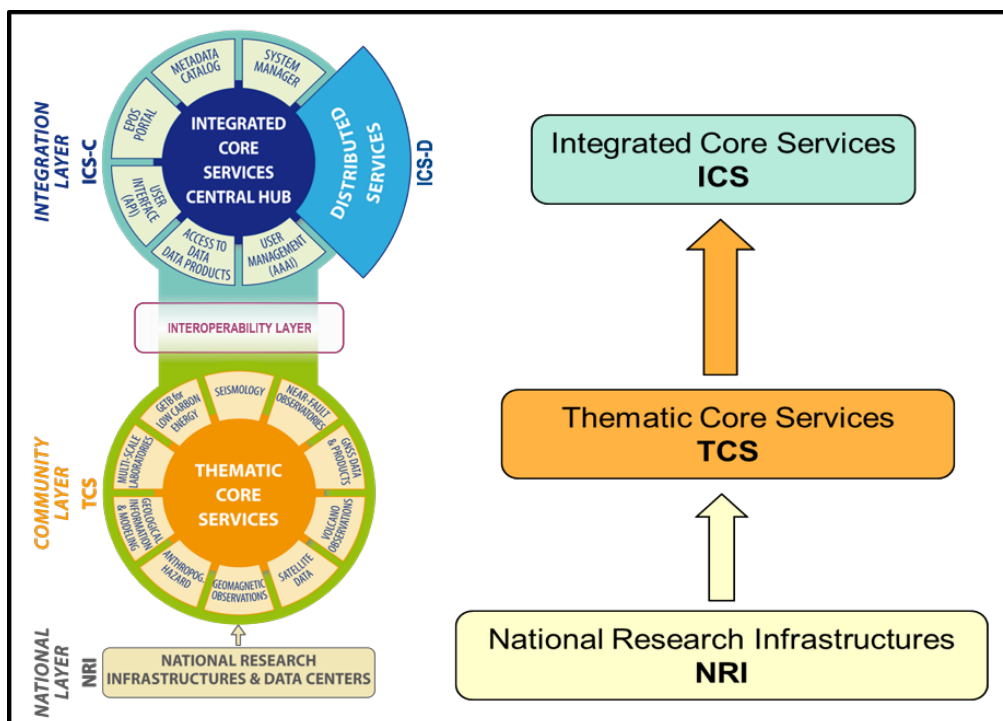 INTEGRATION
LAYER
ICS-C
METADATA
CATALOG
SYSTEM
MANAGER
EPOS
PORTAL
USER
INTERFACE
(API)
ACCESS TO
DATA
DATA PRODUCTS
USER
MANAGEMENT
(AAAI)
INTEGRATED
CORE
SERVICES
CENTRAL HUB
DISTRIBUTED
SERVICES
ICS-D
INTEROPERABILITY LAYER
COMMUNITY
LAYER
TCS
GETB for
LOW CARBON
ENERGY
SEISMOLOGY
NEAR-FAULT
OBSERVATORIES
GNSS DATA
& PRODUCTS
VOLCANO
OBSERVATIONS
SATELLITE
DATA
GEOMAGNETIC
OBSERVATIONS
ANTHROPOG.
HAZARD
GEOLOGICAL
INFORMATION
& MODELING
MULTI-SCALE
LABORATORIES
THEMATIC
CORE
SERVICES
NATIONAL
LAYER
NRI
NATIONAL RESEARCH
INFRASTRUCTURES & DATA CENTERS
Integrated Core Services
ICS
Thematic Core Services
TCS
National Research Infrastructures
NRI